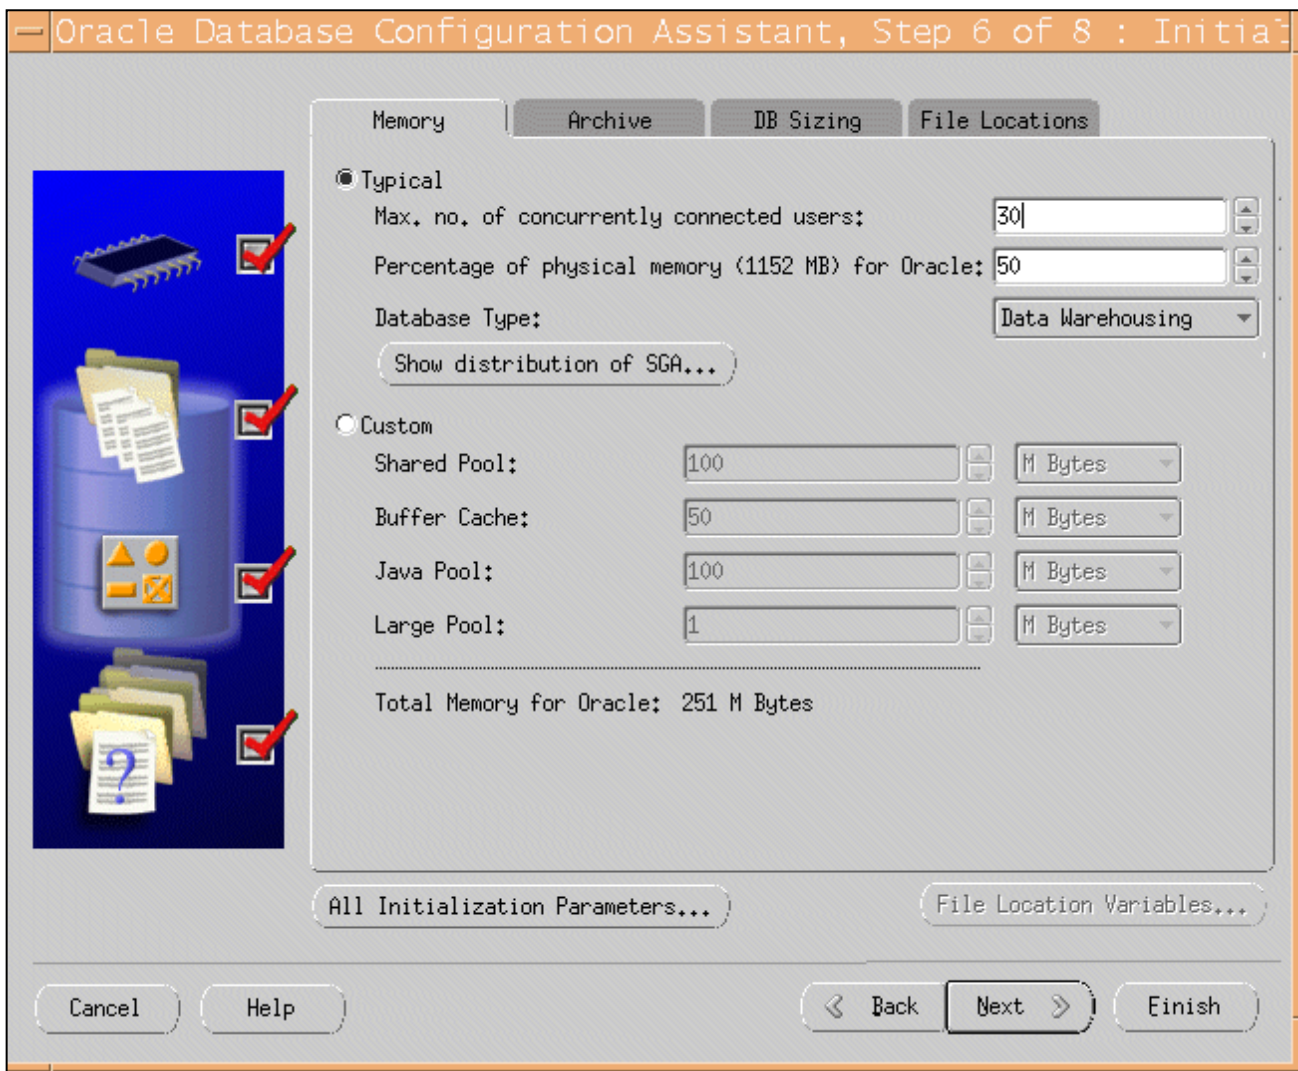 Oracle Database Configuration Assistant, Step 6 of 8 : Initial
Memory Archive DB Sizing File Locations
Typical
Max. no. of concurrently connected users: 30
Percentage of physical memory (1152 MB) for Oracle: 50
Database Type: Data Warehousing
Show distribution of SGA...
Custom
Shared Pool: 100 M Bytes
Buffer Cache: 50 M Bytes
Java Pool: 100 M Bytes
Large Pool: 1 M Bytes
Total Memory for Oracle: 251 M Bytes
?
All Initialization Parameters... File Location Variables...
Cancel Help Back Next Finish